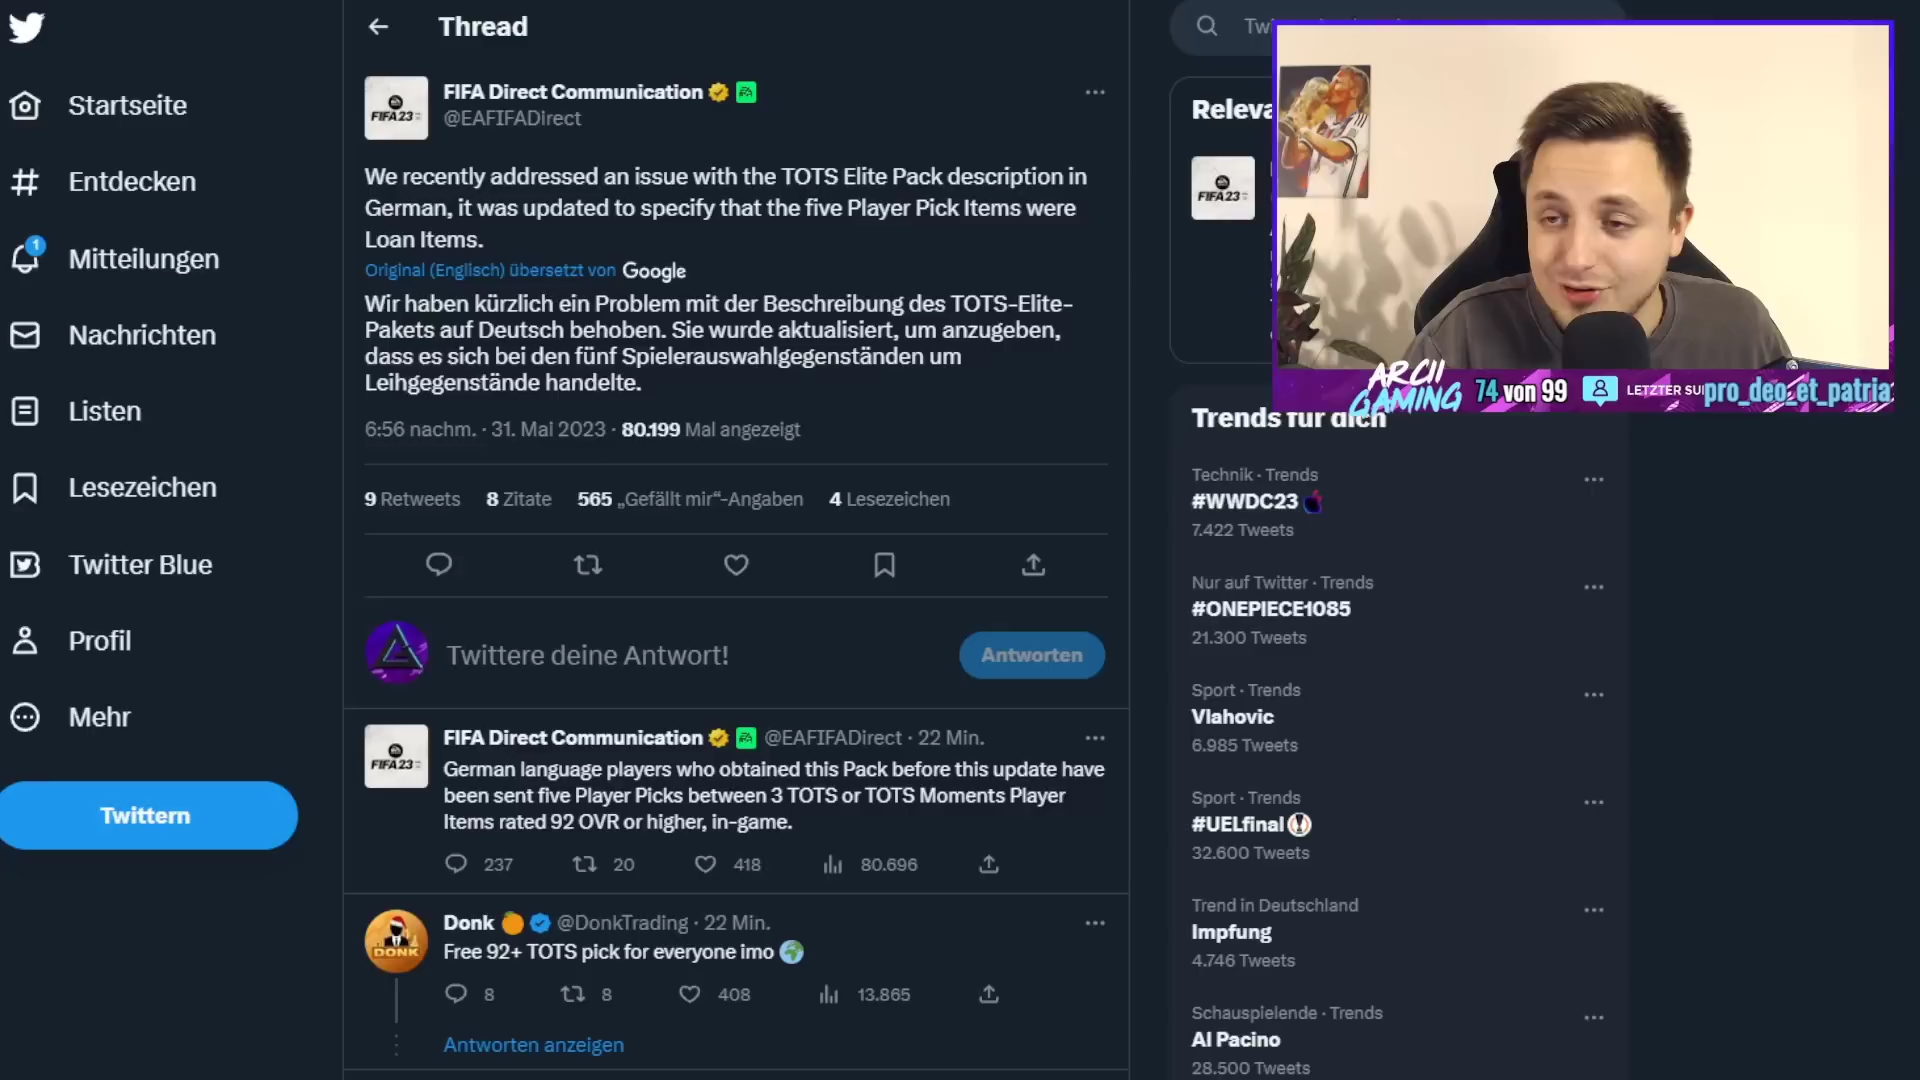 Startseite
Entdecken
1
Mitteilungen
Nachrichten
Listen
Lesezeichen
Twitter Blue
Profil
Mehr
Twittern
Thread
FIFA 23
FIFA Direct Communication
@EAFIFADirect
We recently addressed an issue with the TOTS Elite Pack description in
German, it was updated to specify that the five Player Pick Items were
Loan Items.
Original (Englisch) übersetzt von Google
Wir haben kürzlich ein Problem mit der Beschreibung des TOTS-Elite-
Pakets auf Deutsch behoben. Sie wurde aktualisiert, um anzugeben,
dass es sich bei den fünf Spielerauswahlgegenständen um
Leihgegenstände handelte.
6:56 nachm. · 31. Mai 2023 · 80.199 Mal angezeigt
9 Retweets 8 Zitate 565 „Gefällt mir“-Angaben 4 Lesezeichen
Twittere deine Antwort!
Antworten
FIFA 23
FIFA Direct Communication @EAFIFADirect · 22 Min.
German language players who obtained this Pack before this update have
been sent five Player Picks between 3 TOTS or TOTS Moments Player
Items rated 92 OVR or higher, in-game.
237 20 418 80.696
DONK
Donk @DonkTrading · 22 Min.
Free 92+ TOTS pick for everyone imo
8 8 408 13.865
Antworten anzeigen
FIFA 23
ARCII
GAMING
74 von 99
pro_deo_et_patria
Trends für dich
Technik · Trends
#WWDC23
7.422 Tweets
Nur auf Twitter · Trends
#ONEPIECE1085
21.300 Tweets
Sport · Trends
Vlahovic
6.985 Tweets
Sport · Trends
#UELfinal
32.600 Tweets
Trend in Deutschland
Impfung
4.746 Tweets
Schauspielende · Trends
Al Pacino
28.500 Tweets